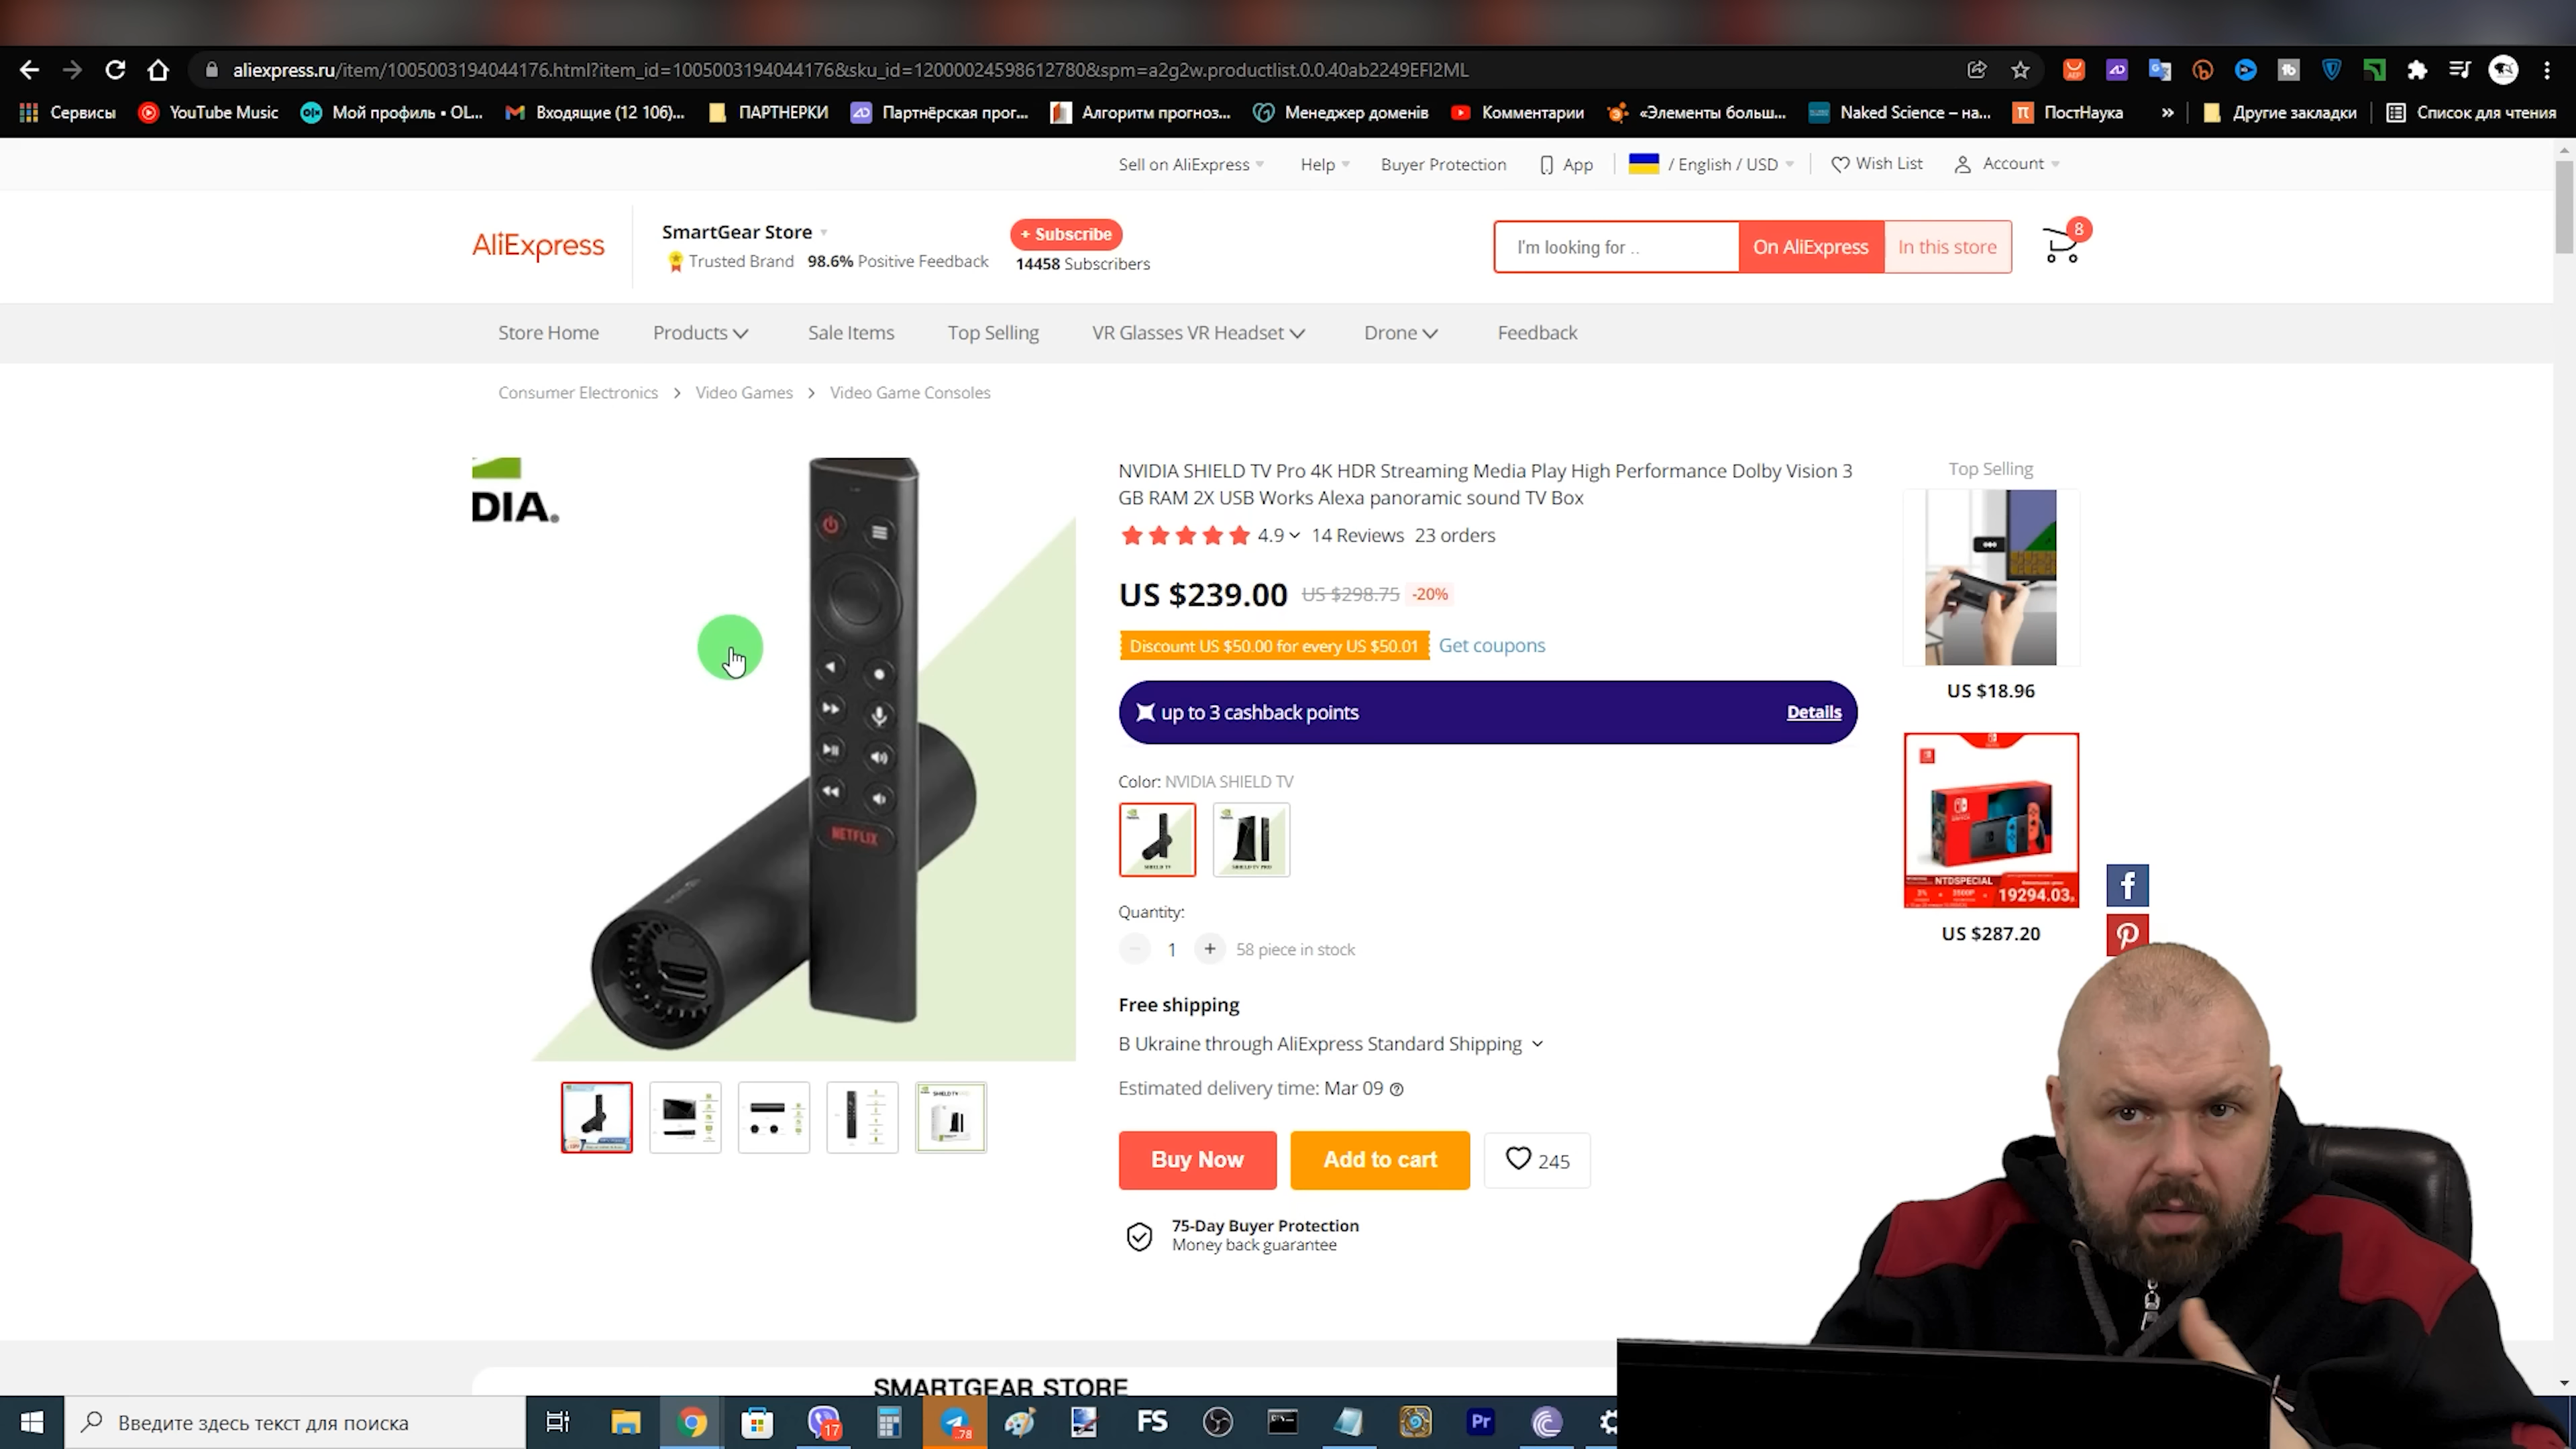 aliexpress.ru/item/1005003194044176.html?item_id=1005003194044176&sku_id=12000024598612780&spm=a2g2w.productlist.0.0.40ab2249EFI2ML
Сервисы YouTube Music Мой профиль • OL... Входящие (12 106)... ПАРТНЕРКИ Партнёрская прог... Алгоритм прогноз... Менеджер доменів Комментарии «Элементы больш... Naked Science – на... ПостНаука » Другие закладки Список для чтения
Sell on AliExpress Help Buyer Protection App / English / USD Wish List Account
AliExpress
SmartGear Store
Trusted Brand 98.6% Positive Feedback
+ Subscribe
14458 Subscribers
I'm looking for ..
On AliExpress
In this store
8
Store Home Products Sale Items Top Selling VR Glasses VR Headset Drone Feedback
Consumer Electronics > Video Games > Video Game Consoles
DIA.
NETFLIX
NVIDIA SHIELD TV Pro 4K HDR Streaming Media Play High Performance Dolby Vision 3
GB RAM 2X USB Works Alexa panoramic sound TV Box
4.9 14 Reviews 23 orders
US $239.00 US $298.75 -20%
Discount US $50.00 for every US $50.01 Get coupons
up to 3 cashback points Details
Color: NVIDIA SHIELD TV
SHIELD TV
SHIELD TV PRO
Quantity:
1 + 58 piece in stock
Free shipping
В Ukraine through AliExpress Standard Shipping
Estimated delivery time: Mar 09
Buy Now
Add to cart
245
75-Day Buyer Protection
Money back guarantee
Top Selling
US $18.96
NTDSPECIAL
19294.03
US $287.20
SHIELD TV
SMARTGEAR STORE
Введите здесь текст для поиска
17
78
FS
Pr